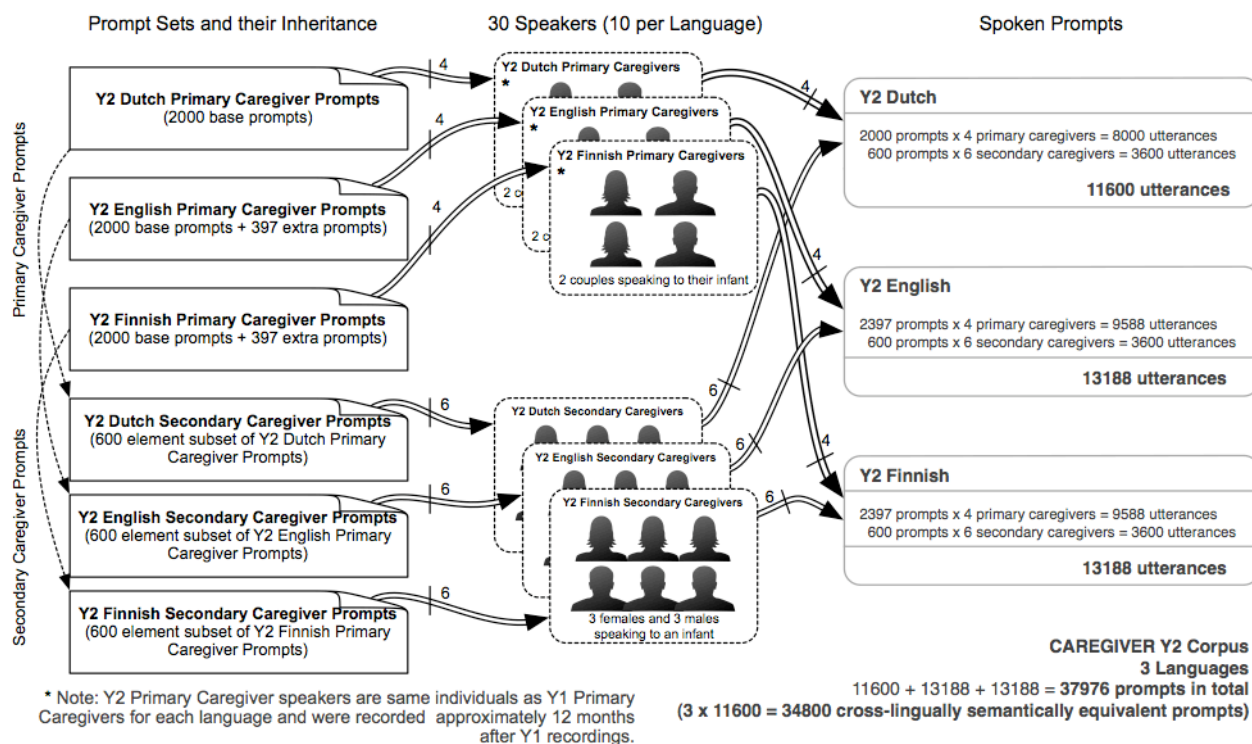 Prompt Sets and their Inheritance
30 Speakers (10 per Language)
Spoken Prompts
Primary Caregiver Prompts
Secondary Caregiver Prompts
Y2 Dutch Primary Caregiver Prompts
(2000 base prompts)
Y2 English Primary Caregiver Prompts
(2000 base prompts + 397 extra prompts)
Y2 Finnish Primary Caregiver Prompts
(2000 base prompts + 397 extra prompts)
Y2 Dutch Secondary Caregiver Prompts
(600 element subset of Y2 Dutch Primary
Caregiver Prompts)
Y2 English Secondary Caregiver Prompts
(600 element subset of Y2 English Primary
Caregiver Prompts)
Y2 Finnish Secondary Caregiver Prompts
(600 element subset of Y2 Finnish Primary
Caregiver Prompts)
4
4
4
6
6
6
Y2 Dutch Primary Caregivers
*
2 c
Y2 English Primary Caregivers
*
2 c
Y2 Finnish Primary Caregivers
*
2 couples speaking to their infant
Y2 Dutch Secondary Caregivers
Y2 English Secondary Caregivers
Y2 Finnish Secondary Caregivers
3 females and 3 males
speaking to an infant
4
4
4
6
6
6
Y2 Dutch
2000 prompts x 4 primary caregivers = 8000 utterances
600 prompts x 6 secondary caregivers = 3600 utterances
11600 utterances
Y2 English
2397 prompts x 4 primary caregivers = 9588 utterances
600 prompts x 6 secondary caregivers = 3600 utterances
13188 utterances
Y2 Finnish
2397 prompts x 4 primary caregivers = 9588 utterances
600 prompts x 6 secondary caregivers = 3600 utterances
13188 utterances
* Note: Y2 Primary Caregiver speakers are same individuals as Y1 Primary
Caregivers for each language and were recorded approximately 12 months
after Y1 recordings.
CAREGIVER Y2 Corpus
3 Languages
11600 + 13188 + 13188 = 37976 prompts in total
(3 x 11600 = 34800 cross-lingually semantically equivalent prompts)